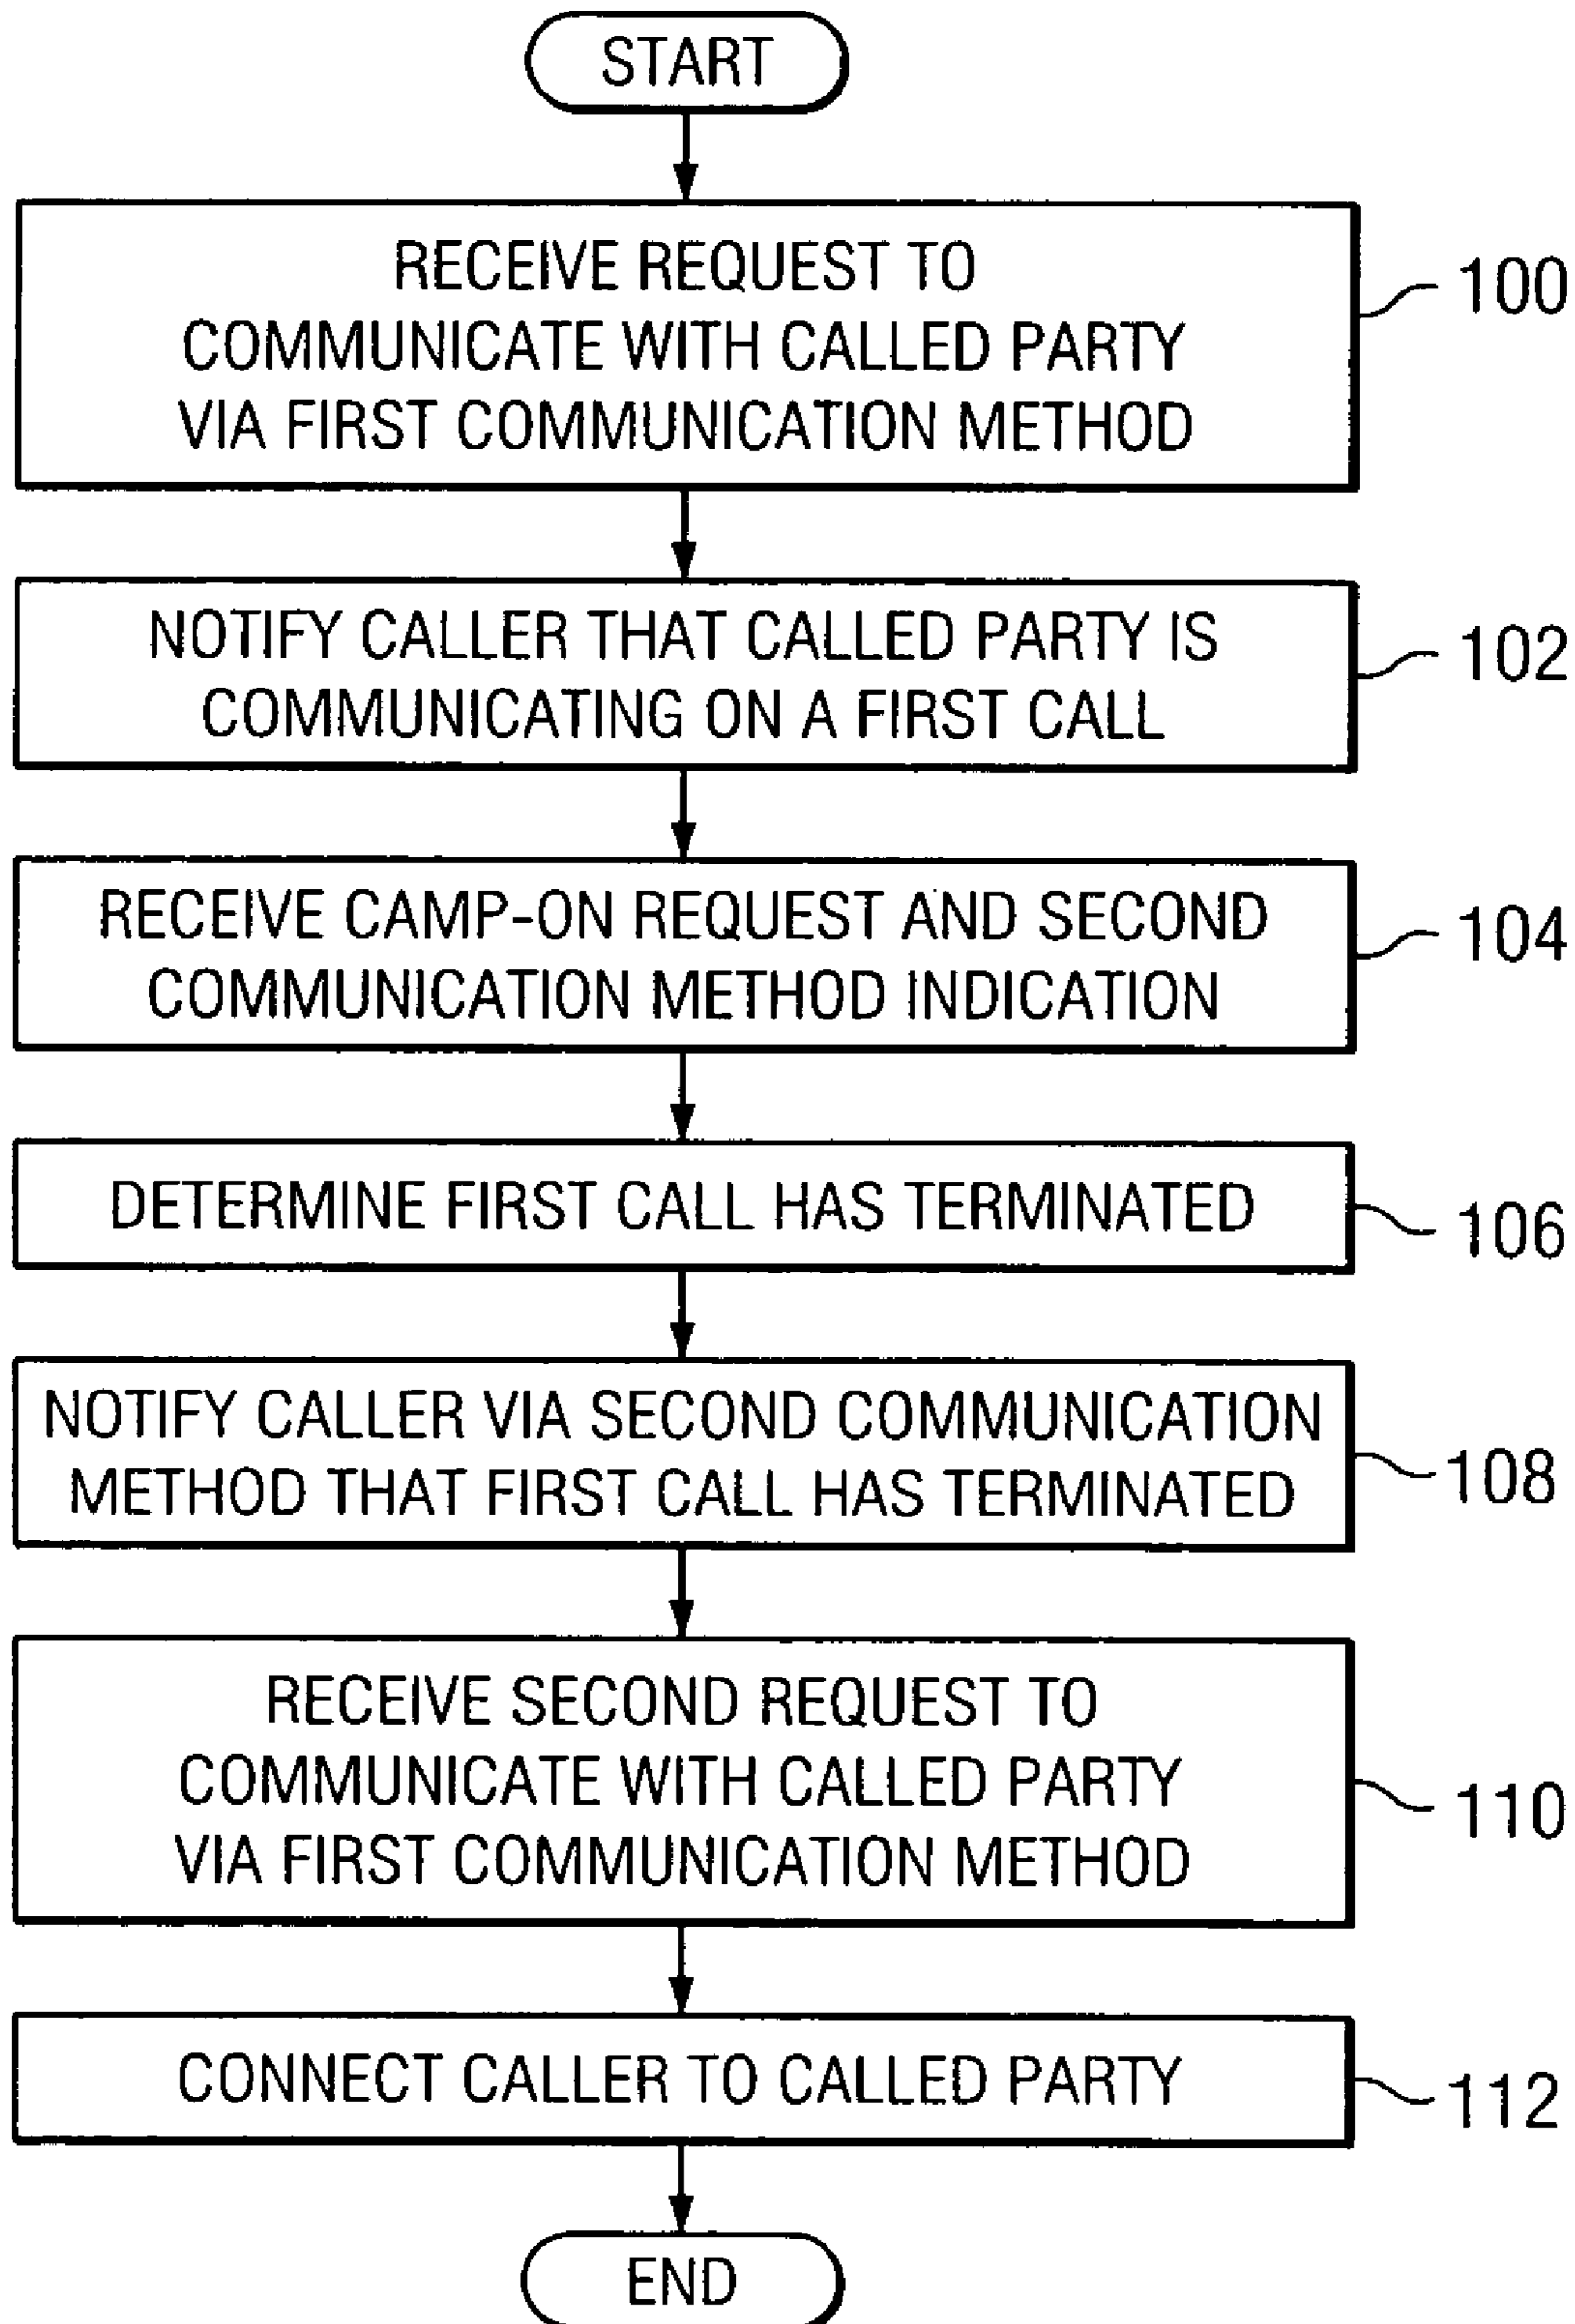 START
RECEIVE REQUEST TO
COMMUNICATE WITH CALLED PARTY
VIA FIRST COMMUNICATION METHOD
100
NOTIFY CALLER THAT CALLED PARTY IS
COMMUNICATING ON A FIRST CALL
102
RECEIVE CAMP-ON REQUEST AND SECOND
COMMUNICATION METHOD INDICATION
104
DETERMINE FIRST CALL HAS TERMINATED
106
NOTIFY CALLER VIA SECOND COMMUNICATION
METHOD THAT FIRST CALL HAS TERMINATED
108
RECEIVE SECOND REQUEST TO
COMMUNICATE WITH CALLED PARTY
VIA FIRST COMMUNICATION METHOD
110
CONNECT CALLER TO CALLED PARTY
112
END